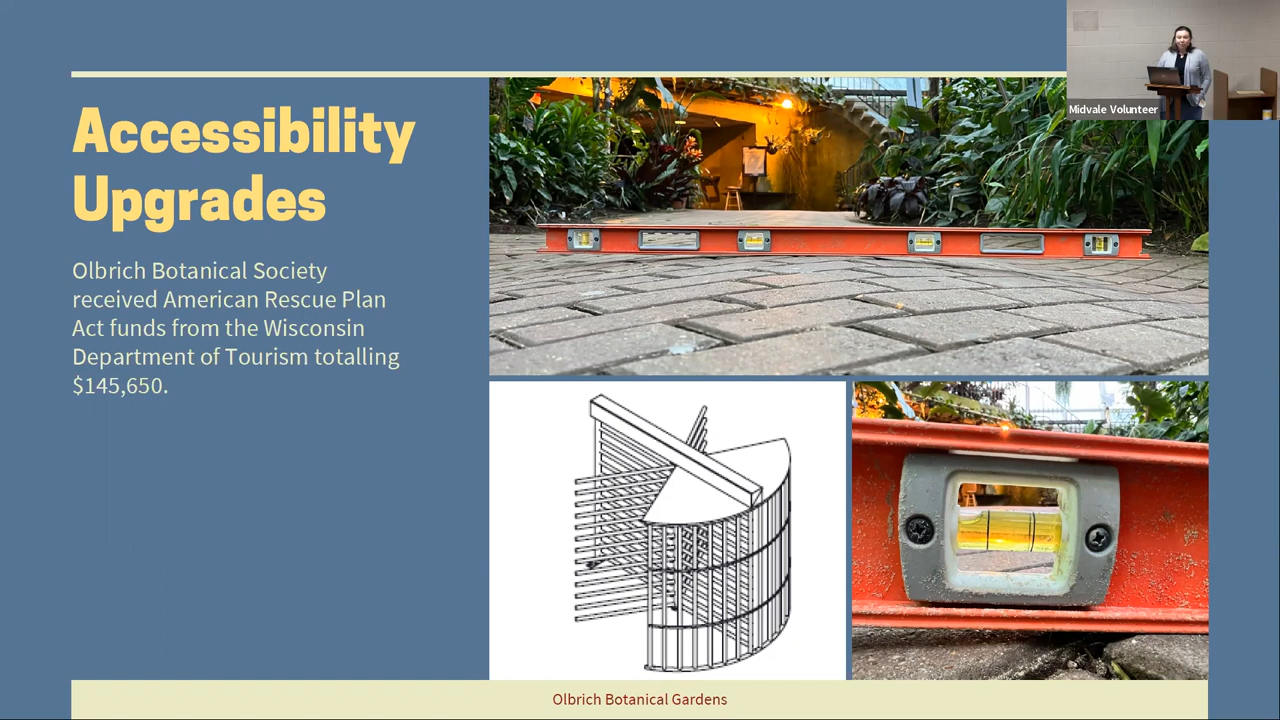 Accessibility
Upgrades
Olbrich Botanical Society
received American Rescue Plan
Act funds from the Wisconsin
Department of Tourism totalling
$145,650.
Midvale Volunteer
Olbrich Botanical Gardens